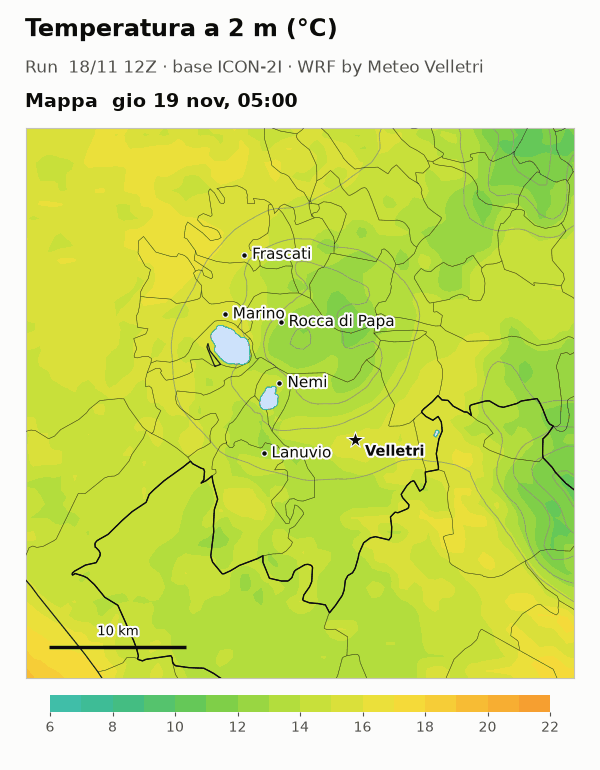 Temperatura a 2 m (°C)
Run  18/11 12Z · base ICON-2I · WRF by Meteo Velletri
Mappa  gio 19 nov, 05:00
Frascati
Marino
Rocca di Papa
Nemi
Velletri
Lanuvio
10 km
6 8 10 12 14 16 18 20 22